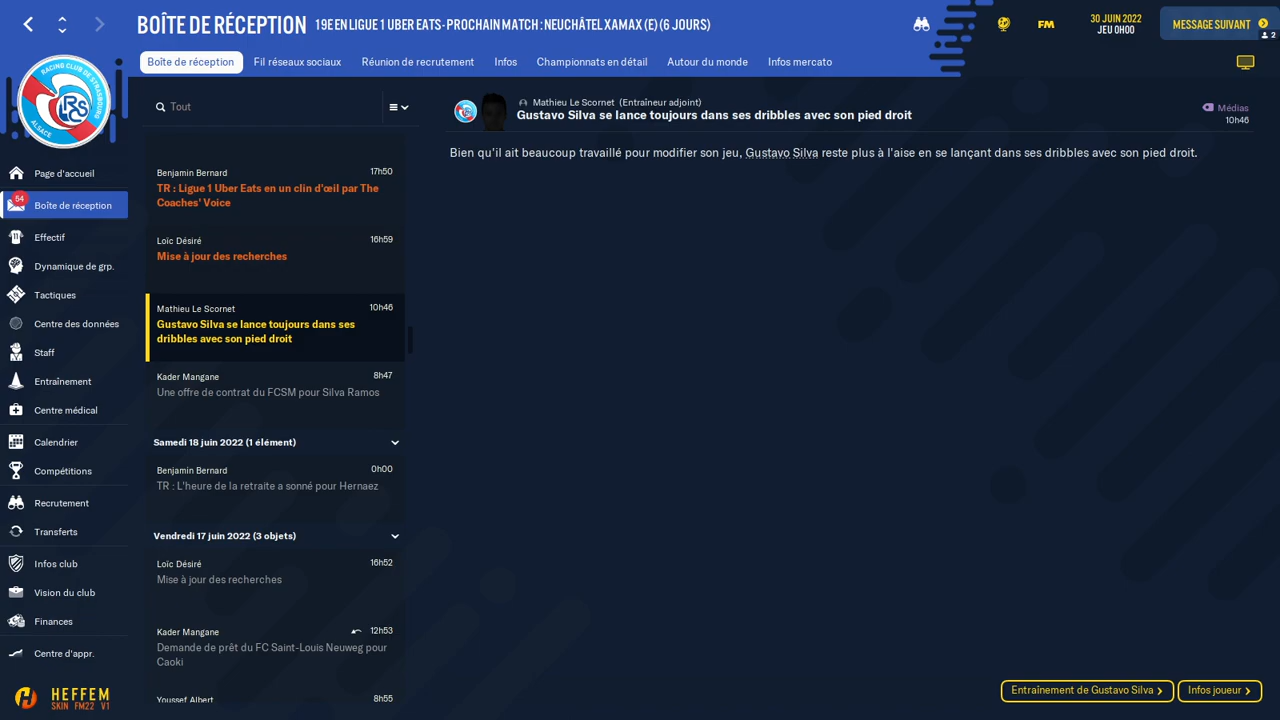 BOÎTE DE RÉCEPTION
19E EN LIGUE 1 UBER EATS - PROCHAIN MATCH : NEUCHÂTEL XAMAX (E) (6 JOURS)
FM
30 JUIN 2022
JEU 0H00
MESSAGE SUIVANT
2
Boîte de réception
Fil réseaux sociaux
Réunion de recrutement
Infos
Championnats en détail
Autour du monde
Infos mercato
RACING CLUB DE STRASBOURG
RCS
ALSACE
Page d'accueil
54
Boîte de réception
Effectif
Dynamique de grp.
Tactiques
Centre des données
Staff
Entraînement
Centre médical
Calendrier
Compétitions
Recrutement
Transferts
Infos club
Vision du club
Finances
Centre d'appr.
HEFFEM
SKIN FM22 V1
Tout
Benjamin Bernard
17h50
TR : Ligue 1 Uber Eats en un clin d'œil par The
Coaches' Voice
Loïc Désiré
16h59
Mise à jour des recherches
Mathieu Le Scornet
10h46
Gustavo Silva se lance toujours dans ses
dribbles avec son pied droit
Kader Mangane
8h47
Une offre de contrat du FCSM pour Silva Ramos
Samedi 18 juin 2022 (1 élément)
Benjamin Bernard
0h00
TR : L'heure de la retraite a sonné pour Hernaez
Vendredi 17 juin 2022 (3 objets)
Loïc Désiré
16h52
Mise à jour des recherches
Kader Mangane
12h53
Demande de prêt du FC Saint-Louis Neuweg pour
Caoki
Youssef Albert
8h55
Mathieu Le Scornet (Entraîneur adjoint)
Gustavo Silva se lance toujours dans ses dribbles avec son pied droit
Médias
10h46
Bien qu'il ait beaucoup travaillé pour modifier son jeu, Gustavo Silva reste plus à l'aise en se lançant dans ses dribbles avec son pied droit.
Entraînement de Gustavo Silva
Infos joueur